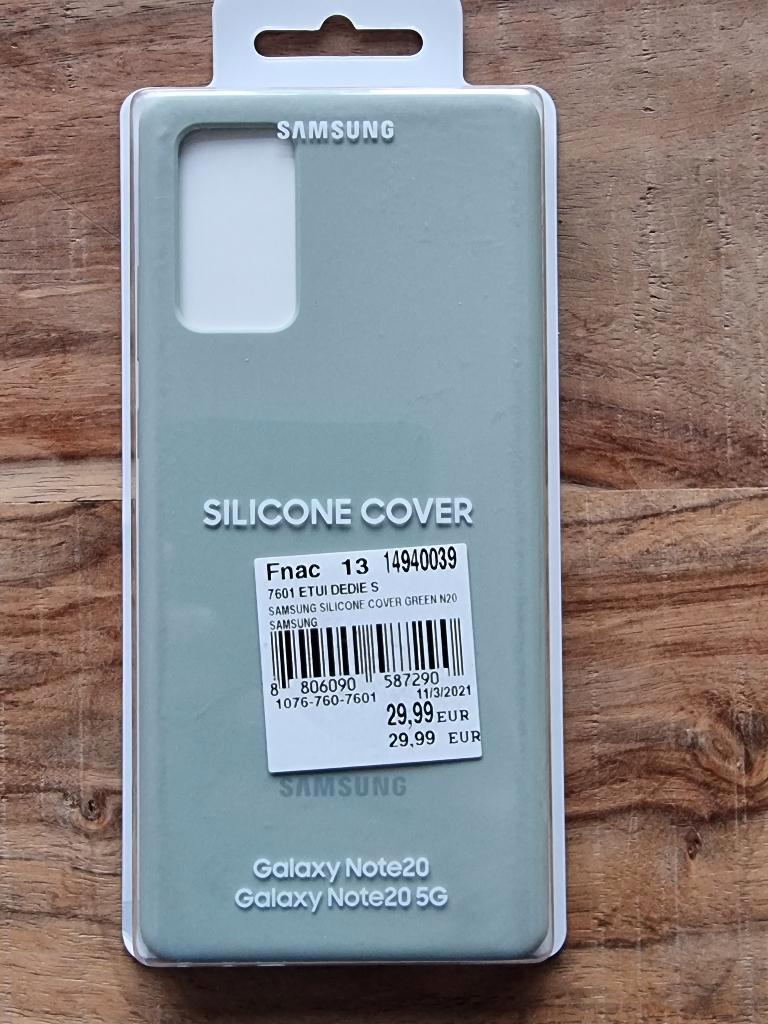 SAMSUNG
SILICONE COVER
Fnac 13 14940039
7601 ETUI DEDIE S
SAMSUNG SILICONE COVER GREEN N20
SAMSUNG
8 806090 587290
1076-760-7601 11/3/2021
29,99 EUR
29,99 EUR
SAMSUNG
Galaxy Note20
Galaxy Note20 5G